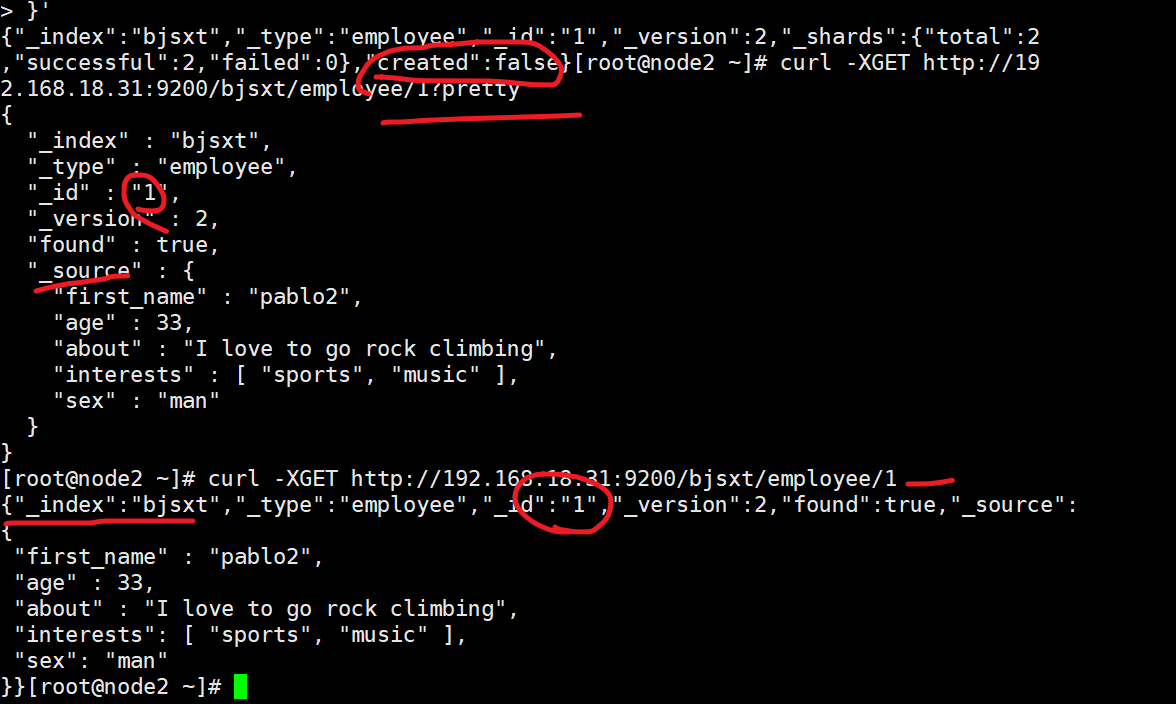 > }'
{"_index":"bjsxt","_type":"employee","_id":"1","_version":2,"_shards":{"total":2
,"successful":2,"failed":0},"created":false}[root@node2 ~]# curl -XGET http://19
2.168.18.31:9200/bjsxt/employee/1?pretty
{
  "_index" : "bjsxt",
  "_type" : "employee",
  "_id" : "1",
  "_version" : 2,
  "found" : true,
  "_source" : {
    "first_name" : "pablo2",
    "age" : 33,
    "about" : "I love to go rock climbing",
    "interests" : [ "sports", "music" ],
    "sex" : "man"
  }
}
[root@node2 ~]# curl -XGET http://192.168.18.31:9200/bjsxt/employee/1
{"_index":"bjsxt","_type":"employee","_id":"1","_version":2,"found":true,"_source":
{
 "first_name" : "pablo2",
 "age" : 33,
 "about" : "I love to go rock climbing",
 "interests": [ "sports", "music" ],
 "sex": "man"
}}[root@node2 ~]#